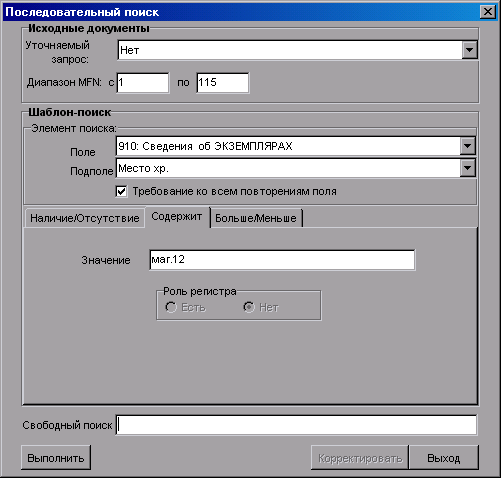 Последовательный поиск
Исходные документы
Уточняемый запрос:
Нет
Диапазон MFN: с 1 по 115
Шаблон-поиск
Элемент поиска:
Поле 910: Сведения об ЭКЗЕМПЛЯРАХ
Подполе Место хр.
Требование ко всем повторениям поля
Наличие/Отсутствие Содержит Больше/Меньше
Значение маг.12
Роль регистра
Есть Нет
Свободный поиск
Выполнить Корректировать Выход